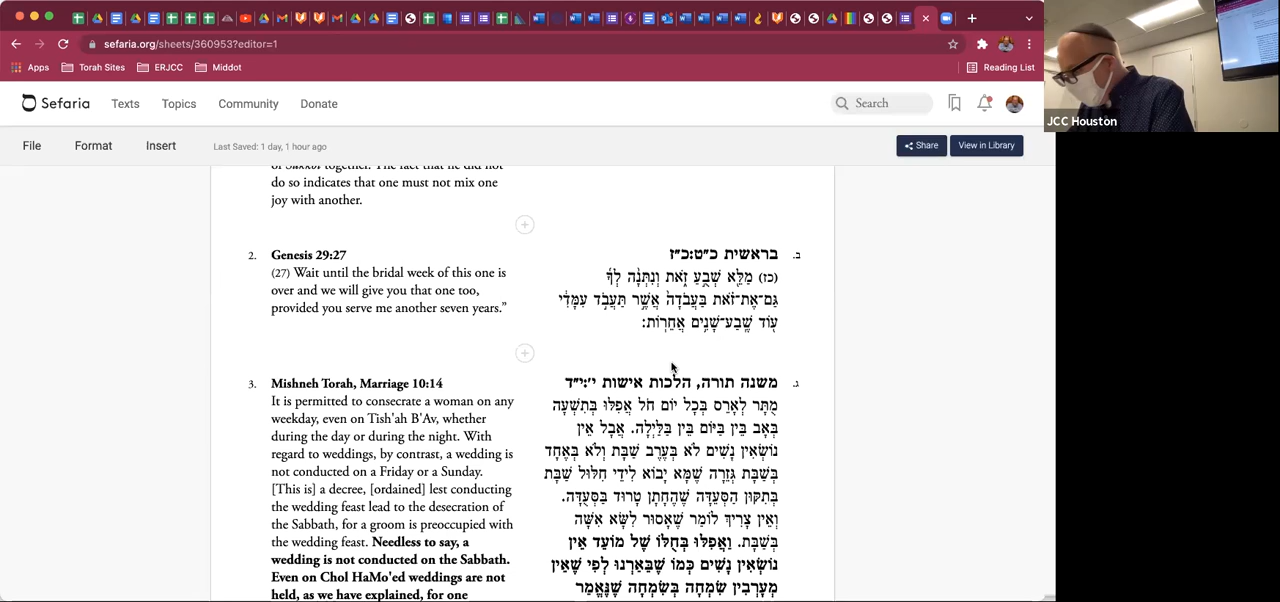 sefaria.org/sheets/360953?editor=1
Apps Torah Sites ERJCC Middot Reading List
JCC Houston
Sefaria Texts Topics Community Donate Search
File Format Insert Last Saved: 1 day, 1 hour ago Share View in Library
of Sukkot together. The fact that he did not
do so indicates that one must not mix one
joy with another.
2. Genesis 29:27
(27) Wait until the bridal week of this one is
over and we will give you that one too,
provided you serve me another seven years.”
ב. בראשית כ״ט:כ״ז
(כז) מַלֵּ֖א שְׁבֻ֣עַ זֹ֑את וְנִתְּנָ֨ה לְךָ֜
גַּם־אֶת־זֹ֗את בַּעֲבֹדָה֙ אֲשֶׁ֣ר תַּעֲבֹ֣ד עִמָּדִ֔י
ע֖וֹד שֶֽׁבַע־שָׁנִ֥ים אֲחֵרֽוֹת׃
3. Mishneh Torah, Marriage 10:14
It is permitted to consecrate a woman on any
weekday, even on Tish'ah B'Av, whether
during the day or during the night. With
regard to weddings, by contrast, a wedding is
not conducted on a Friday or a Sunday.
[This is] a decree, [ordained] lest conducting
the wedding feast lead to the desecration of
the Sabbath, for a groom is preoccupied with
the wedding feast. Needless to say, a
wedding is not conducted on the Sabbath.
Even on Chol HaMo'ed weddings are not
held, as we have explained, for one
ג. משנה תורה, הלכות אישות י׳:י״ד
מֻתָּר לְאָרֵס בְּכָל יוֹם חֹל אֲפִלּוּ בְּתִשְׁעָה
בְּאָב בֵּין בַּיּוֹם בֵּין בַּלַּיְלָה. אֲבָל אֵין
נוֹשְׂאִין נָשִׁים לֹא בְּעֶרֶב שַׁבָּת וְלֹא בְּאֶחָד
בְּשַׁבָּת גְּזֵרָה שֶׁמָּא יָבוֹא לִידֵי חִלּוּל שַׁבָּת
בְּתִקּוּן הַסְּעֻדָּה שֶׁהֶחָתָן טָרוּד בַּסְּעֻדָּה.
וְאֵין צָרִיךְ לוֹמַר שֶׁאָסוּר לִשָּׂא אִשָּׁה
בְּשַׁבָּת. וַאֲפִלּוּ בְּחֻלּוֹ שֶׁל מוֹעֵד אֵין
נוֹשְׂאִין נָשִׁים כְּמוֹ שֶׁבֵּאַרְנוּ לְפִי שֶׁאֵין
מְעָרְבִין שִׂמְחָה בְּשִׂמְחָה שֶׁנֶּאֱמַר